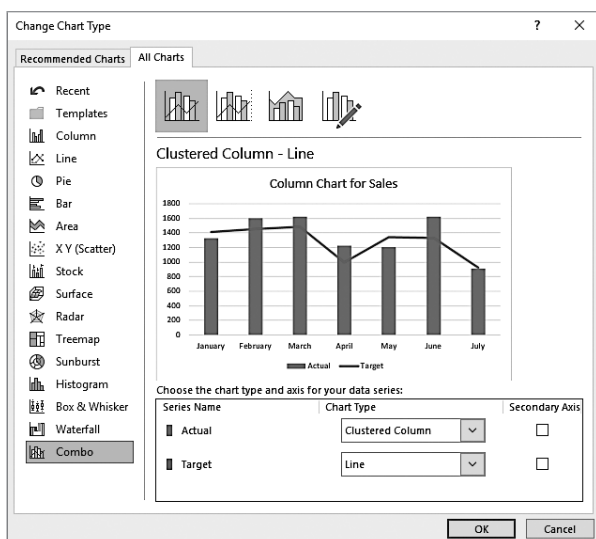 Change Chart Type ? ×
Recommended Charts All Charts
Recent
Templates
Column
Line
Pie
Bar
Area
X Y (Scatter)
Stock
Surface
Radar
Treemap
Sunburst
Histogram
Box & Whisker
Waterfall
Combo
Clustered Column - Line
Column Chart for Sales
1800
1600
1400
1200
1000
800
600
400
200
0
January February March April May June July
Actual Target
Choose the chart type and axis for your data series:
Series Name Chart Type Secondary Axis
Actual Clustered Column
Target Line
OK Cancel